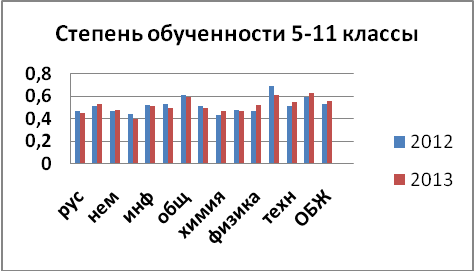 Степень обученности 5-11 классы
0,8
0,6
0,4
0,2
0
рус
нем
инф
общ
химия
физика
техн
ОБЖ
2012
2013